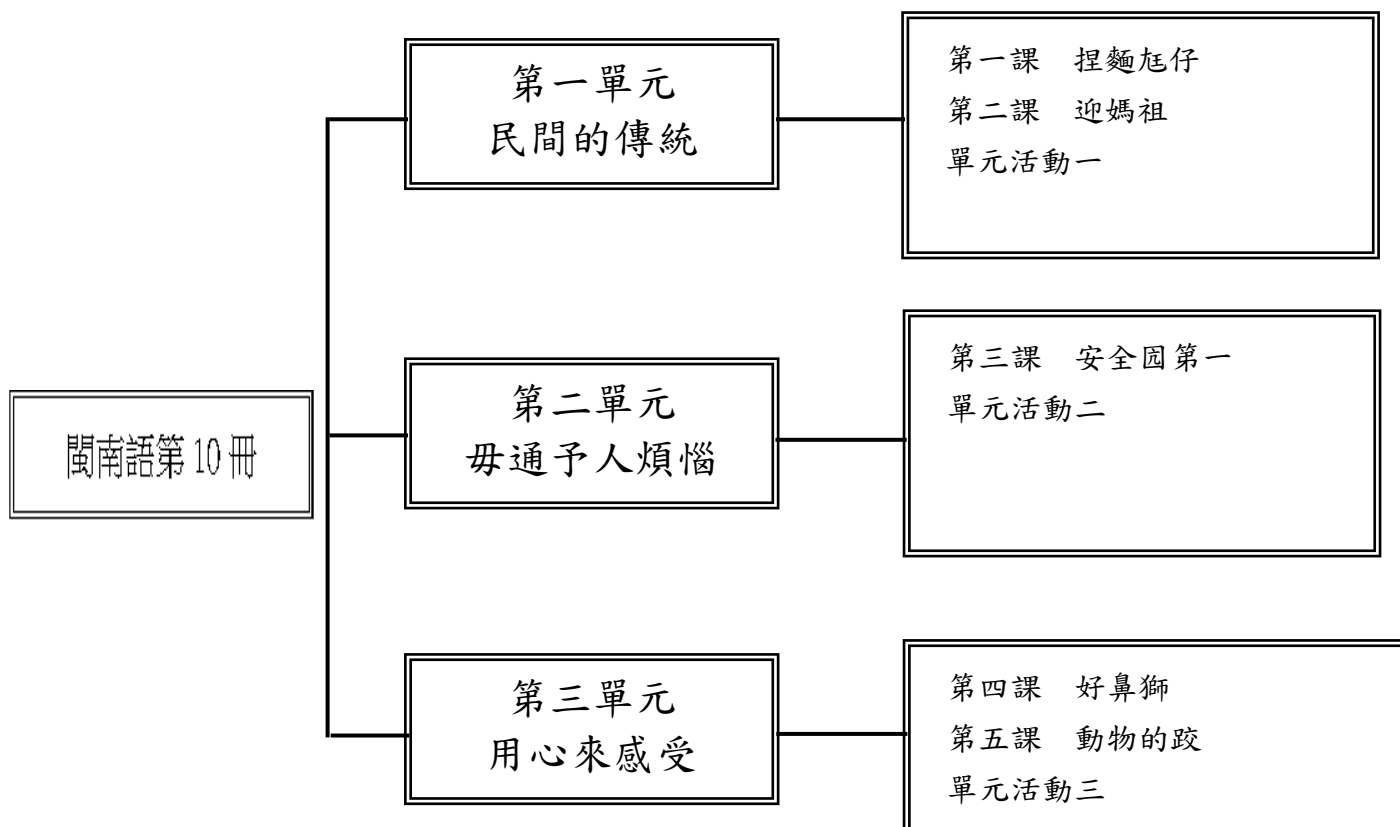 閩南語第10冊
第一單元
民間的傳統
第一課　捏麵尪仔
第二課　迎媽祖
單元活動一
第二單元
毋通予人煩惱
第三課　安全囥第一
單元活動二
第三單元
用心來感受
第四課　好鼻獅
第五課　動物的跤
單元活動三